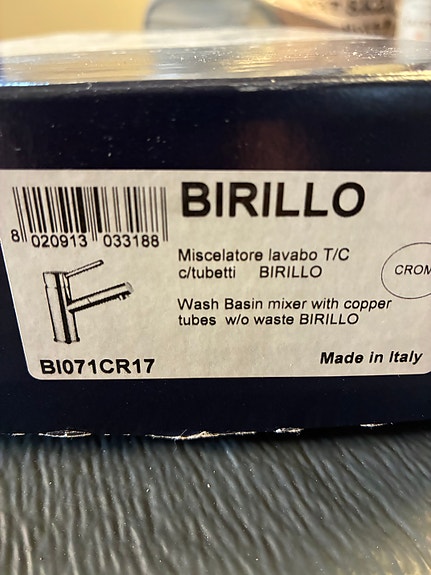 BIRILLO
8 020913 033188
Miscelatore lavabo T/C
c/tubetti BIRILLO
CROM
Wash Basin mixer with copper
tubes w/o waste BIRILLO
BI071CR17
Made in Italy